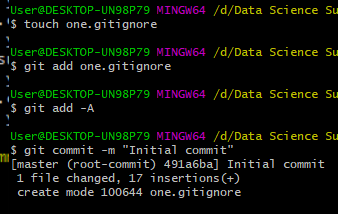 User@DESKTOP-UN98P79 MINGW64 /d/Data Science Su
$ touch one.gitignore
User@DESKTOP-UN98P79 MINGW64 /d/Data Science Su
$ git add one.gitignore
User@DESKTOP-UN98P79 MINGW64 /d/Data Science Su
$ git add -A
User@DESKTOP-UN98P79 MINGW64 /d/Data Science Su
$ git commit -m "Initial commit"
[master (root-commit) 491a6ba] Initial commit
1 file changed, 17 insertions(+)
create mode 100644 one.gitignore